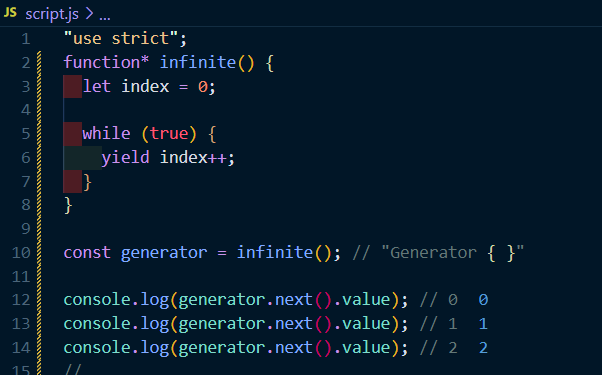 JS script.js > ...
1 "use strict";
2 function* infinite() {
3 let index = 0;
4
5 while (true) {
6 yield index++;
7 }
8 }
9
10 const generator = infinite(); // "Generator { }"
11
12 console.log(generator.next().value); // 0 0
13 console.log(generator.next().value); // 1 1
14 console.log(generator.next().value); // 2 2
15 //